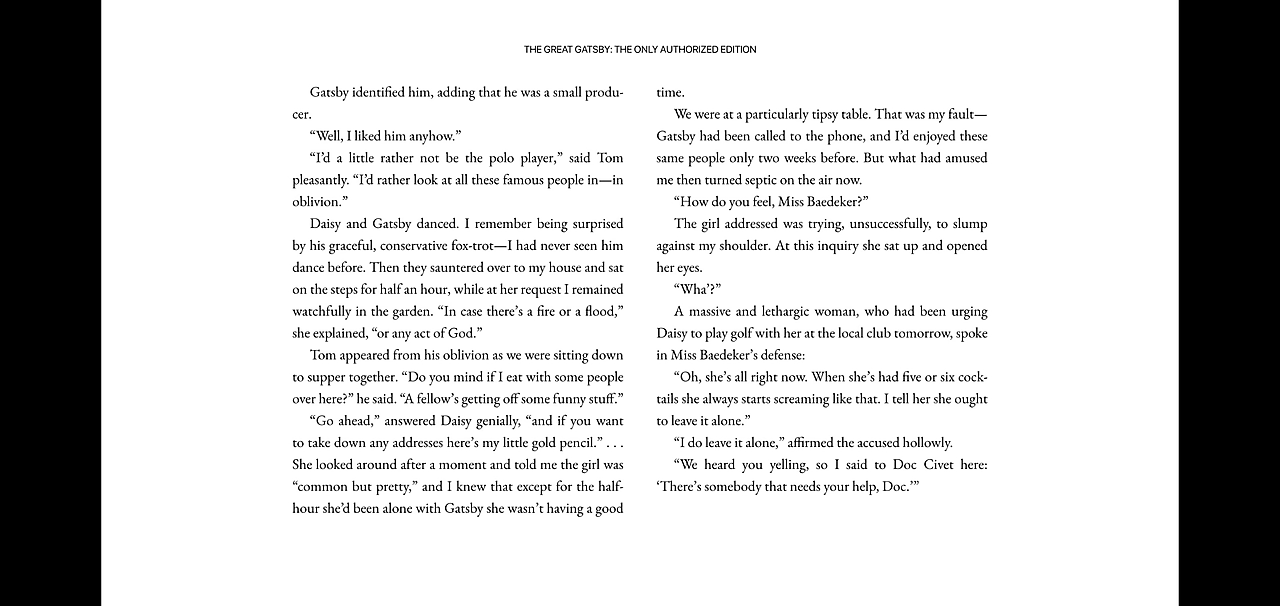 THE GREAT GATSBY: THE ONLY AUTHORIZED EDITION
Gatsby identified him, adding that he was a small produ-
cer.
“Well, I liked him anyhow.”
“I’d a little rather not be the polo player,” said Tom
pleasantly. “I’d rather look at all these famous people in—in
oblivion.”
Daisy and Gatsby danced. I remember being surprised
by his graceful, conservative fox-trot—I had never seen him
dance before. Then they sauntered over to my house and sat
on the steps for half an hour, while at her request I remained
watchfully in the garden. “In case there’s a fire or a flood,”
she explained, “or any act of God.”
Tom appeared from his oblivion as we were sitting down
to supper together. “Do you mind if I eat with some people
over here?” he said. “A fellow’s getting off some funny stuff.”
“Go ahead,” answered Daisy genially, “and if you want
to take down any addresses here’s my little gold pencil.” . . .
She looked around after a moment and told me the girl was
“common but pretty,” and I knew that except for the half-
hour she’d been alone with Gatsby she wasn’t having a good
time.
We were at a particularly tipsy table. That was my fault—
Gatsby had been called to the phone, and I’d enjoyed these
same people only two weeks before. But what had amused
me then turned septic on the air now.
“How do you feel, Miss Baedeker?”
The girl addressed was trying, unsuccessfully, to slump
against my shoulder. At this inquiry she sat up and opened
her eyes.
“Wha’?”
A massive and lethargic woman, who had been urging
Daisy to play golf with her at the local club tomorrow, spoke
in Miss Baedeker’s defense:
“Oh, she’s all right now. When she’s had five or six cock-
tails she always starts screaming like that. I tell her she ought
to leave it alone.”
“I do leave it alone,” affirmed the accused hollowly.
“We heard you yelling, so I said to Doc Civet here:
‘There’s somebody that needs your help, Doc.’”